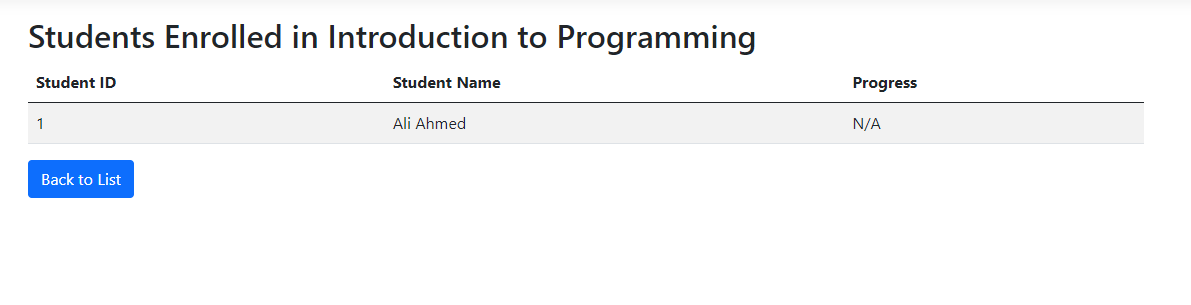 Students Enrolled in Introduction to Programming
Student ID Student Name Progress
1 Ali Ahmed N/A
Back to List